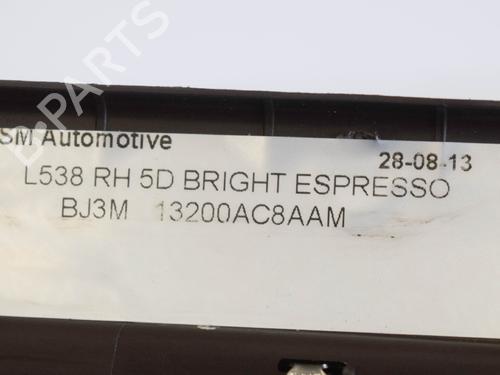 B-PARTS
SM Automotive
28-08-13
L538 RH 5D BRIGHT ESPRESSO
BJ3M 13200AC8AAM